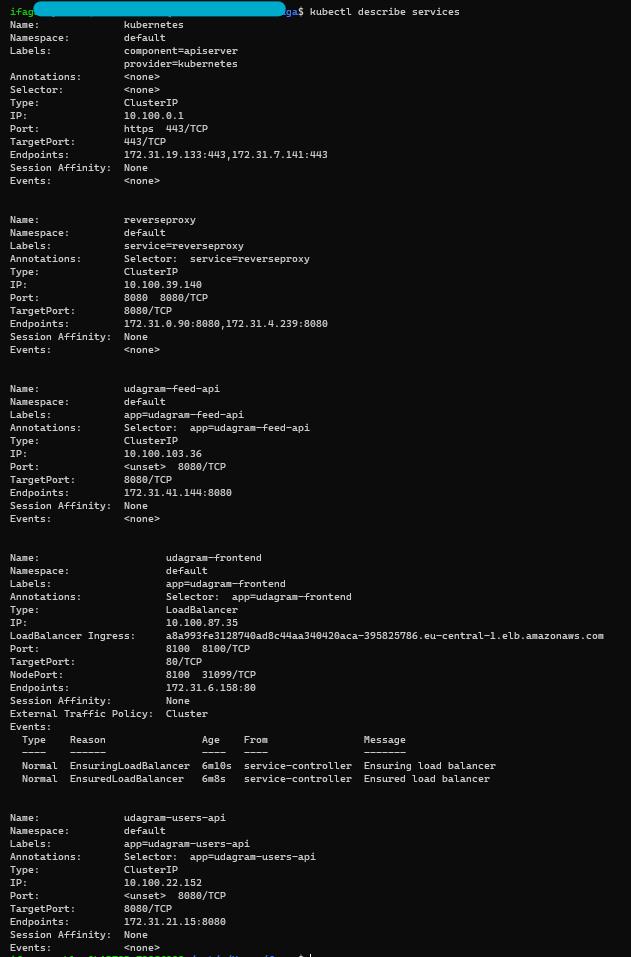 ifag ga$ kubectl describe services
Name: kubernetes
Namespace: default
Labels: component=apiserver
provider=kubernetes
Annotations: <none>
Selector: <none>
Type: ClusterIP
IP: 10.100.0.1
Port: https 443/TCP
TargetPort: 443/TCP
Endpoints: 172.31.19.133:443,172.31.7.141:443
Session Affinity: None
Events: <none>
Name: reverseproxy
Namespace: default
Labels: service=reverseproxy
Annotations: Selector: service=reverseproxy
Type: ClusterIP
IP: 10.100.39.140
Port: 8080 8080/TCP
TargetPort: 8080/TCP
Endpoints: 172.31.0.90:8080,172.31.4.239:8080
Session Affinity: None
Events: <none>
Name: udagram-feed-api
Namespace: default
Labels: app=udagram-feed-api
Annotations: Selector: app=udagram-feed-api
Type: ClusterIP
IP: 10.100.103.36
Port: <unset> 8080/TCP
TargetPort: 8080/TCP
Endpoints: 172.31.41.144:8080
Session Affinity: None
Events: <none>
Name: udagram-frontend
Namespace: default
Labels: app=udagram-frontend
Annotations: Selector: app=udagram-frontend
Type: LoadBalancer
IP: 10.100.87.35
LoadBalancer Ingress: a8a993fe3128740ad8c44aa340420aca-395825786.eu-central-1.elb.amazonaws.com
Port: 8100 8100/TCP
TargetPort: 80/TCP
NodePort: 8100 31099/TCP
Endpoints: 172.31.6.158:80
Session Affinity: None
External Traffic Policy: Cluster
Events:
Type Reason Age From Message
---- ------ ---- ---- -------
Normal EnsuringLoadBalancer 6m10s service-controller Ensuring load balancer
Normal EnsuredLoadBalancer 6m8s service-controller Ensured load balancer
Name: udagram-users-api
Namespace: default
Labels: app=udagram-users-api
Annotations: Selector: app=udagram-users-api
Type: ClusterIP
IP: 10.100.22.152
Port: <unset> 8080/TCP
TargetPort: 8080/TCP
Endpoints: 172.31.21.15:8080
Session Affinity: None
Events: <none>